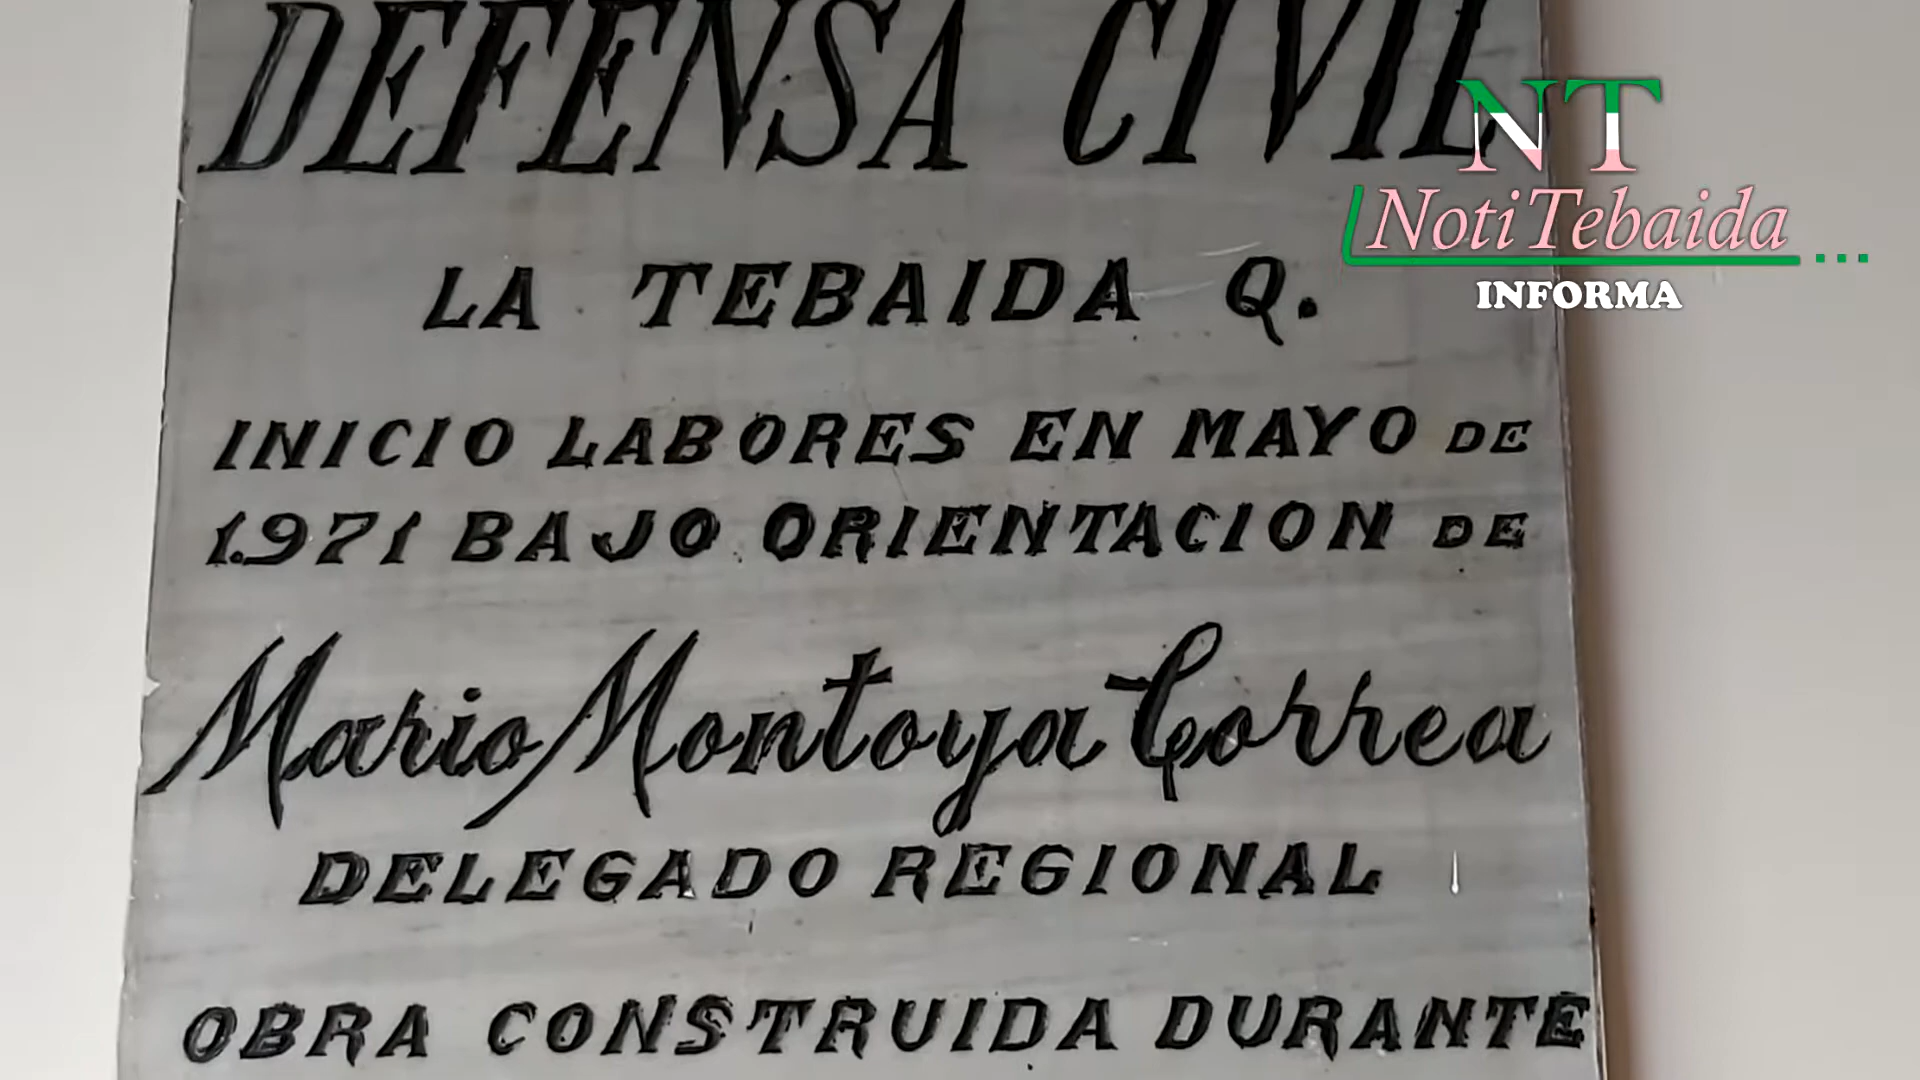 DEFENSA CIVIL
NT
NotiTebaida...
INFORMA
LA TEBAIDA Q.
INICIO LABORES EN MAYO DE
1.971 BAJO ORIENTACION DE
Mario Montoya Correa
DELEGADO REGIONAL
OBRA CONSTRUIDA DURANTE